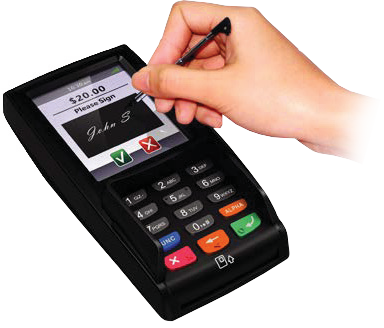 $20.00
Please Sign
John S
1 QZ.
2 ABC
3 DEF
4 GHI
5 JKL
6 MNO
7 PQRS
8 TUV
9 WXYZ
0
FUNC
ALPHA